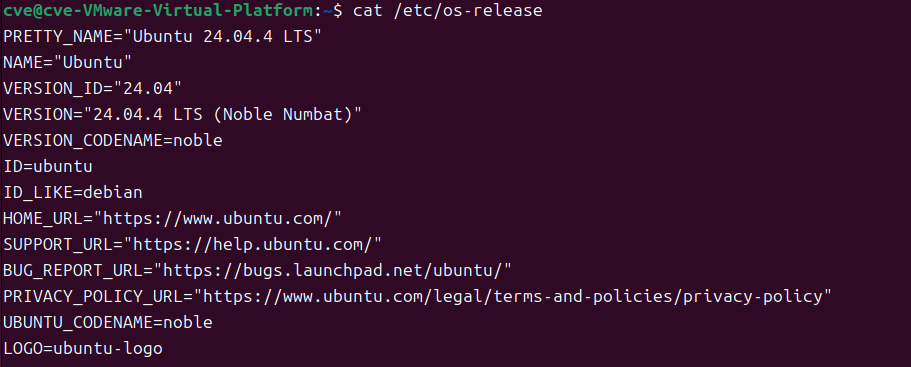 cve@cve-VMware-Virtual-Platform:~$ cat /etc/os-release
PRETTY_NAME="Ubuntu 24.04.4 LTS"
NAME="Ubuntu"
VERSION_ID="24.04"
VERSION="24.04.4 LTS (Noble Numbat)"
VERSION_CODENAME=noble
ID=ubuntu
ID_LIKE=debian
HOME_URL="https://www.ubuntu.com/"
SUPPORT_URL="https://help.ubuntu.com/"
BUG_REPORT_URL="https://bugs.launchpad.net/ubuntu/"
PRIVACY_POLICY_URL="https://www.ubuntu.com/legal/terms-and-policies/privacy-policy"
UBUNTU_CODENAME=noble
LOGO=ubuntu-logo